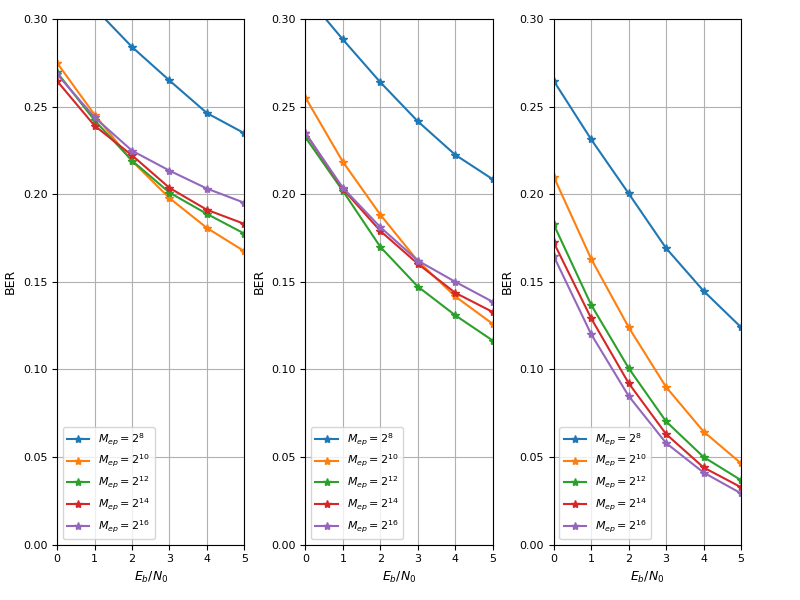 0.30 0.25 0.20 0.15 0.10 0.05 0.00
BER
M_ep = 2^8
M_ep = 2^10
M_ep = 2^12
M_ep = 2^14
M_ep = 2^16
0 1 2 3 4 5
E_b/N_0
0.30 0.25 0.20 0.15 0.10 0.05 0.00
BER
M_ep = 2^8
M_ep = 2^10
M_ep = 2^12
M_ep = 2^14
M_ep = 2^16
0 1 2 3 4 5
E_b/N_0
0.30 0.25 0.20 0.15 0.10 0.05 0.00
BER
M_ep = 2^8
M_ep = 2^10
M_ep = 2^12
M_ep = 2^14
M_ep = 2^16
0 1 2 3 4 5
E_b/N_0